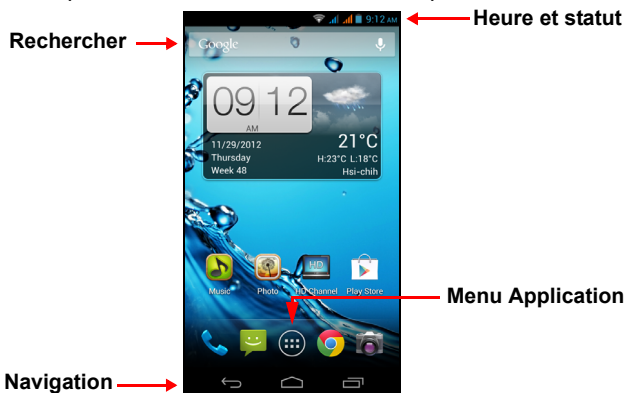 9:12 AM
Heure et statut
Rechercher
Google
09 12
AM
11/29/2012
21°C
Thursday
H:23°C L:18°C
Week 48
Hsi-chih
HD
Music
Photo
HD Channel
Play Store
Menu Application
Navigation